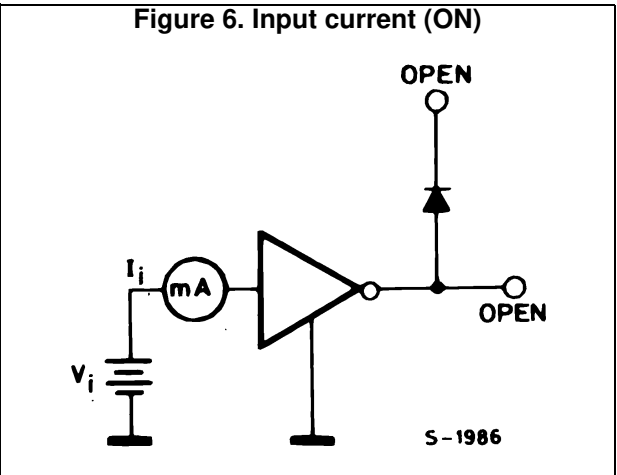 Figure 6. Input current (ON)
OPEN
Ii
mA
OPEN
Vi
S-1986